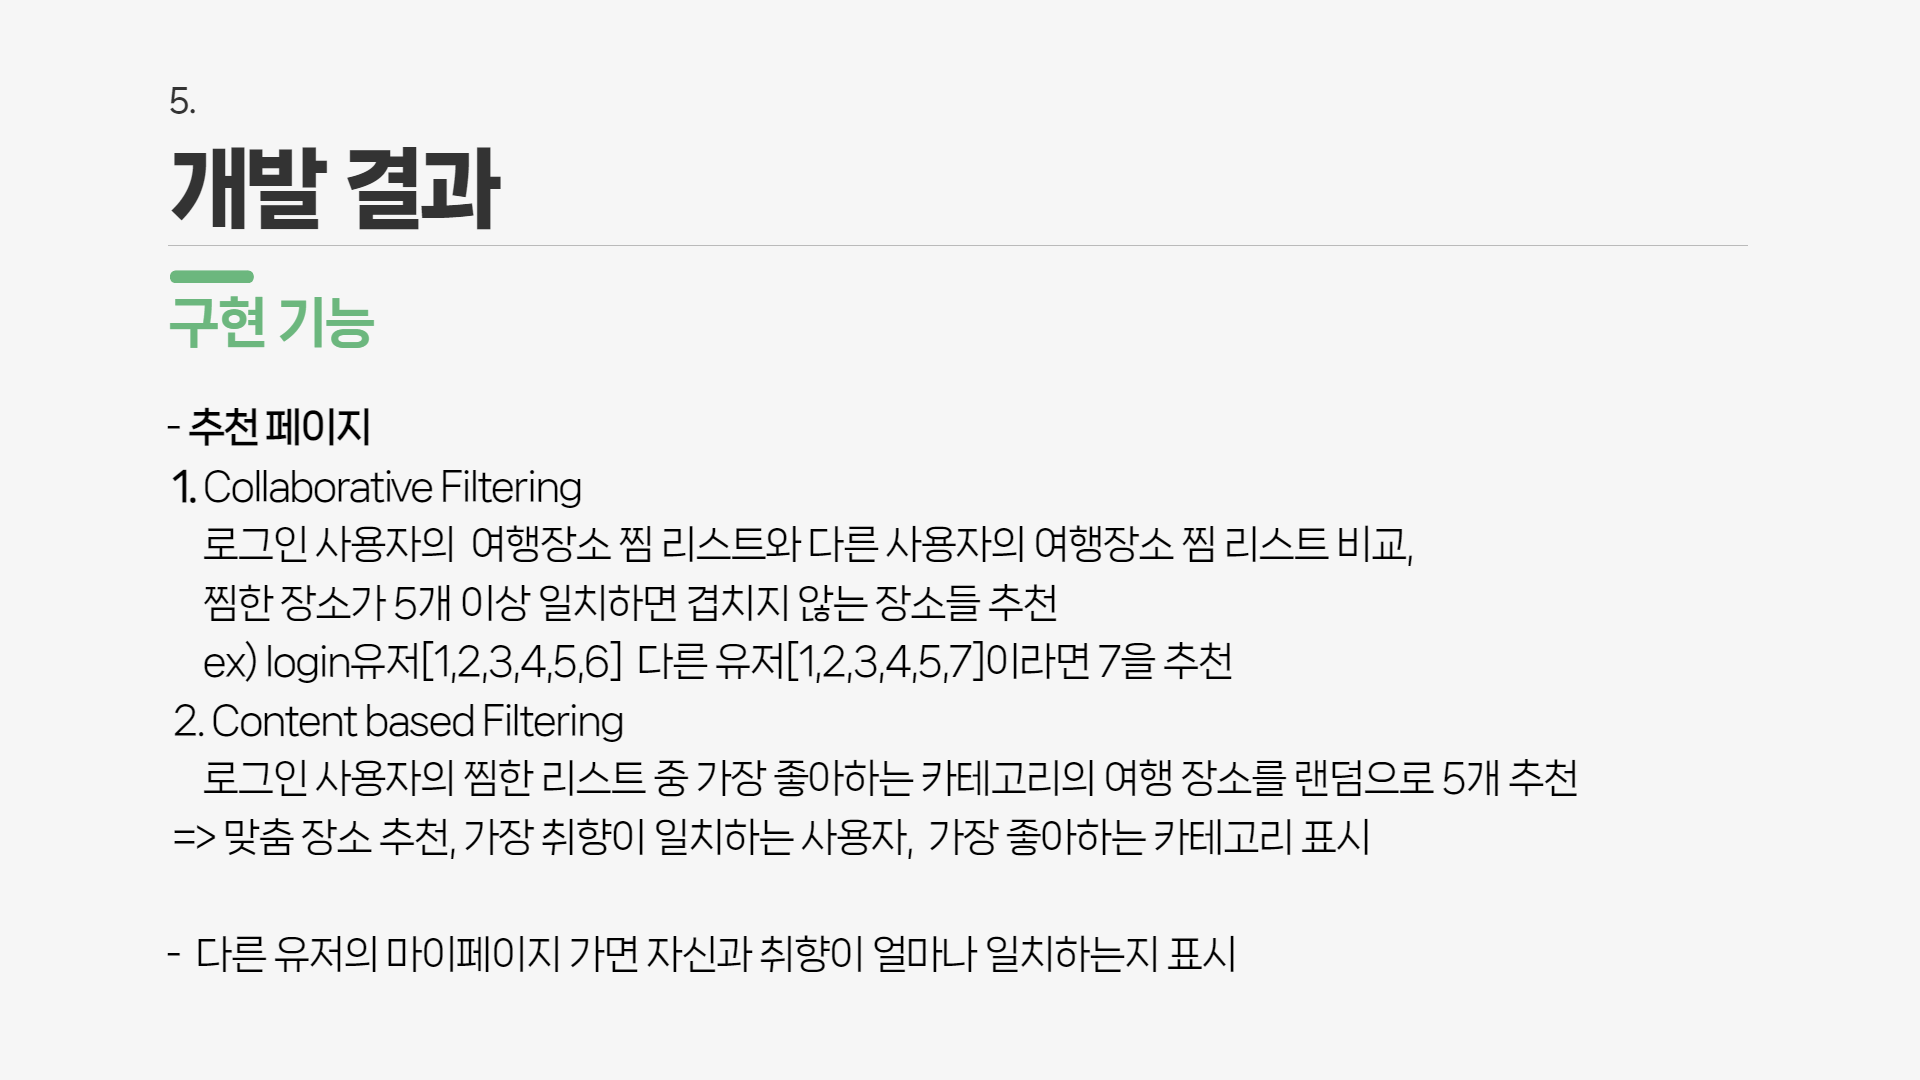 5.
개발 결과
구현 기능
- 추천 페이지
1. Collaborative Filtering
로그인 사용자의 여행장소 찜 리스트와 다른 사용자의 여행장소 찜 리스트 비교,
찜한 장소가 5개 이상 일치하면 겹치지 않는 장소들 추천
ex) login유저[1,2,3,4,5,6] 다른 유저[1,2,3,4,5,7]이라면 7을 추천
2. Content based Filtering
로그인 사용자의 찜한 리스트 중 가장 좋아하는 카테고리의 여행 장소를 랜덤으로 5개 추천
=> 맞춤 장소 추천, 가장 취향이 일치하는 사용자, 가장 좋아하는 카테고리 표시
- 다른 유저의 마이페이지 가면 자신과 취향이 얼마나 일치하는지 표시